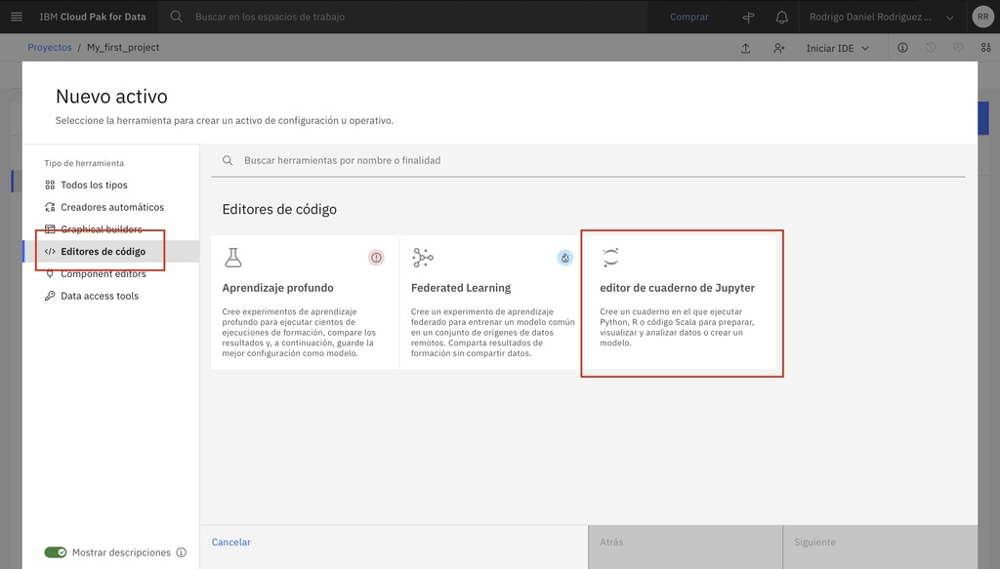 IBM Cloud Pak for Data
Buscar en los espacios de trabajo
Comprar
Rodrigo Daniel Rodriguez ...
RR
Proyectos / My_first_project
Iniciar IDE
Nuevo activo
Seleccione la herramienta para crear un activo de configuración u operativo.
Tipo de herramienta
Todos los tipos
Creadores automáticos
Graphical builders
Editores de código
Component editors
Data access tools
Mostrar descripciones
Buscar herramientas por nombre o finalidad
Editores de código
Aprendizaje profundo
Cree experimentos de aprendizaje
profundo para ejecutar cientos de
ejecuciones de formación, compare los
resultados y, a continuación, guarde la
mejor configuración como modelo.
Federated Learning
Cree un experimento de aprendizaje
federado para entrenar un modelo común
en un conjunto de orígenes de datos
remotos. Comparta resultados de
formación sin compartir datos.
editor de cuaderno de Jupyter
Cree un cuaderno en el que ejecutar
Python, R o código Scala para preparar,
visualizar y analizar datos o crear un
modelo.
Cancelar
Atrás
Siguiente